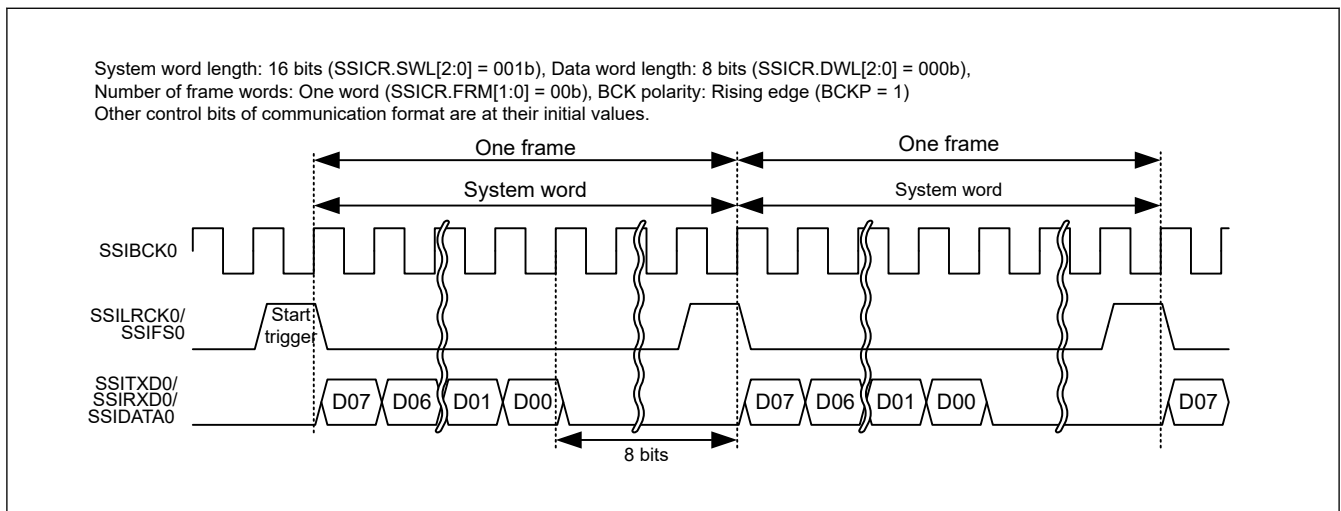 System word length: 16 bits (SSICR.SWL[2:0] = 001b), Data word length: 8 bits (SSICR.DWL[2:0] = 000b),
Number of frame words: One word (SSICR.FRM[1:0] = 00b), BCK polarity: Rising edge (BCKP = 1)
Other control bits of communication format are at their initial values.
One frame
One frame
System word
System word
SSIBCK0
SSILRCK0/
SSIFS0
Start
trigger
SSITXD0/
SSIRXD0/
SSIDATA0
D07 D06 D01 D00 D07 D06 D01 D00 D07
8 bits